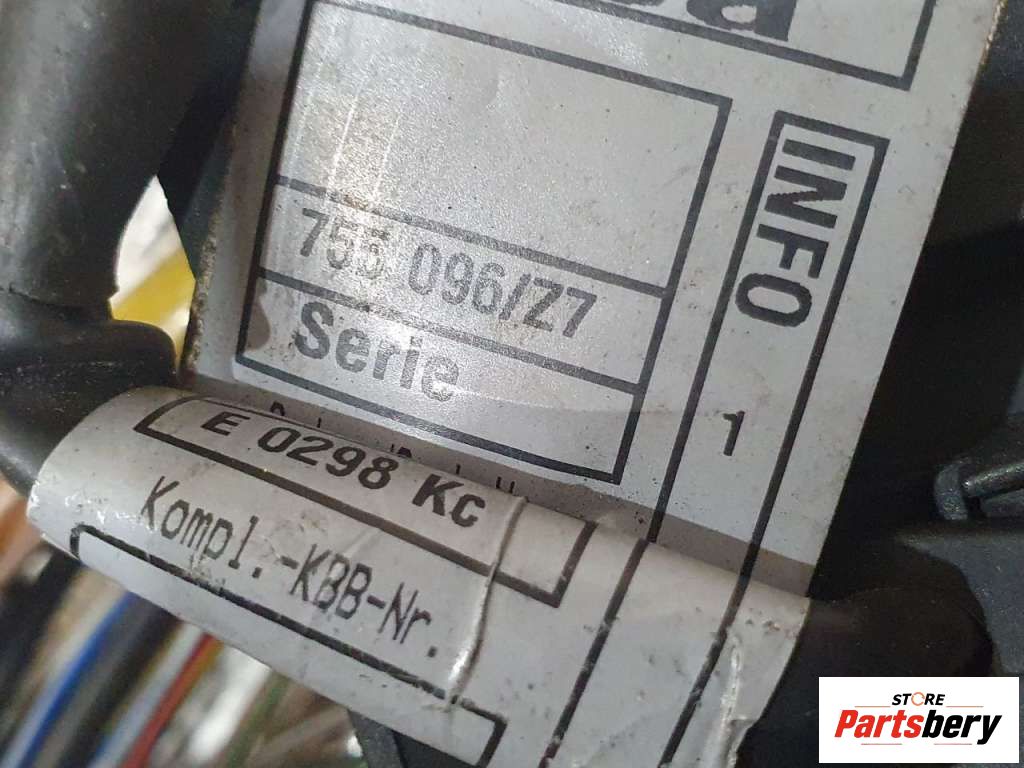 755 096/Z7
Serie
INFO
1
E 0298 Kc
Kompl.-KBB-Nr.
STORE
Partsbery